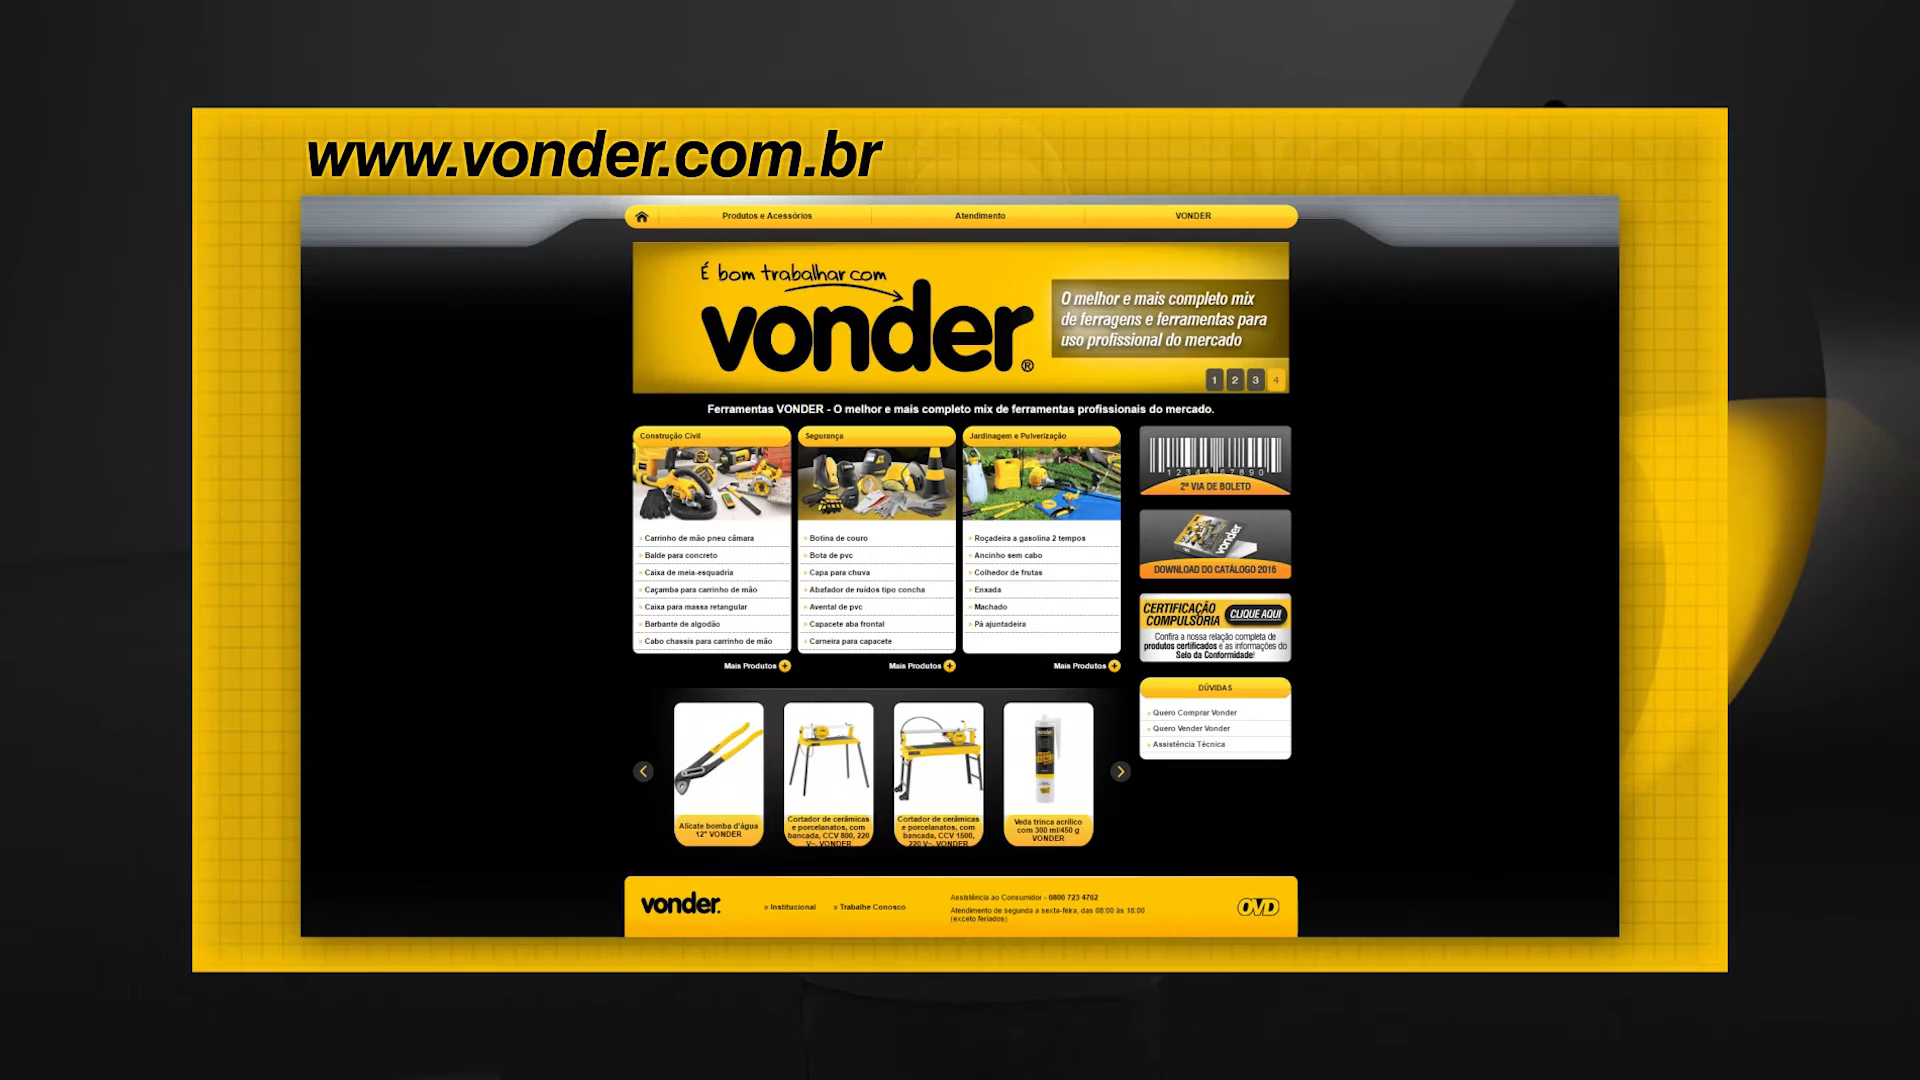 www.vonder.com.br
Produtos e Acessórios
Atendimento
VONDER
É bom trabalhar com
vonder®
O melhor e mais completo mix
de ferragens e ferramentas para
uso profissional do mercado
1 2 3 4
Ferramentas VONDER - O melhor e mais completo mix de ferramentas profissionais do mercado.
Construção Civil
» Carrinho de mão pneu câmara
» Balde para concreto
» Caixa de meia-esquadria
» Caçamba para carrinho de mão
» Caixa para massa retangular
» Barbante de algodão
» Cabo chassis para carrinho de mão
Mais Produtos +
Segurança
» Botina de couro
» Bota de pvc
» Capa para chuva
» Abafador de ruídos tipo concha
» Avental de pvc
» Capacete aba frontal
» Carneira para capacete
Mais Produtos +
Jardinagem e Pulverização
» Roçadeira a gasolina 2 tempos
» Ancinho sem cabo
» Colhedor de frutas
» Enxada
» Machado
» Pá ajuntadeira
Mais Produtos +
1234567890
2ª VIA DE BOLETO
vonder
DOWNLOAD DO CATÁLOGO 2016
CERTIFICAÇÃO
COMPULSÓRIA
CLIQUE AQUI
Confira a nossa relação completa de
produtos certificados e as informações do
Selo da Conformidade!
DÚVIDAS
» Quero Comprar Vonder
» Quero Vender Vonder
» Assistência Técnica
Alicate bomba d'água
12" VONDER
Cortador de cerâmicas
e porcelanatos, com
bancada, CCV 800, 220
V~, VONDER
Cortador de cerâmicas
e porcelanatos, com
bancada, CCV 1500,
220 V~, VONDER
vonder
Veda trinca acrílico
com 300 ml/450 g
VONDER
vonder.
» Institucional
» Trabalhe Conosco
Assistência ao Consumidor - 0800 723 4762
Atendimento de segunda a sexta-feira, das 08:00 às 18:00
(exceto feriados)
OVD